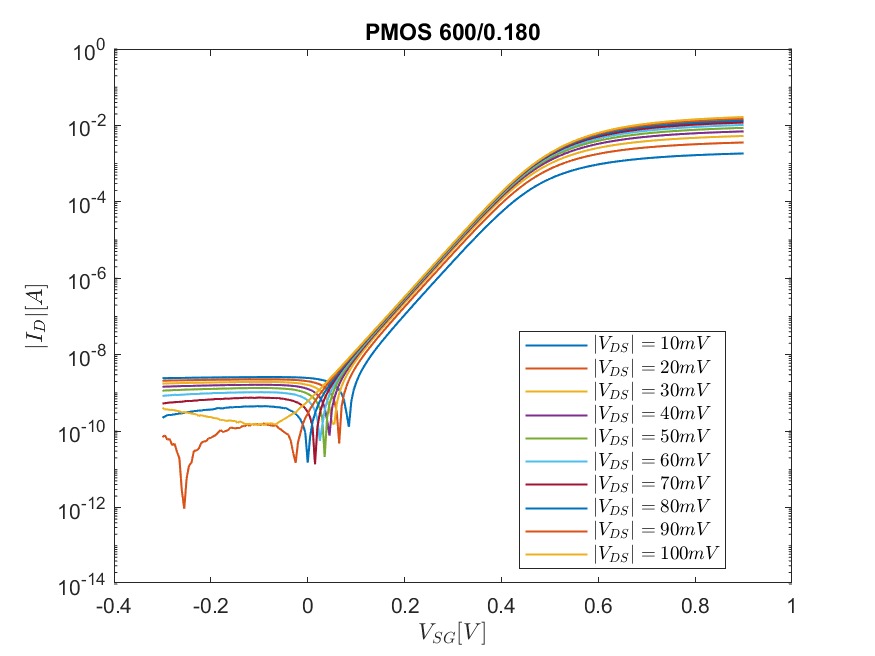 PMOS 600/0.180
10^0
10^-2
10^-4
10^-6
10^-8
10^-10
10^-12
10^-14
|I_D|[A]
-0.4 -0.2 0 0.2 0.4 0.6 0.8 1
V_SG[V]
|V_DS| = 10mV
|V_DS| = 20mV
|V_DS| = 30mV
|V_DS| = 40mV
|V_DS| = 50mV
|V_DS| = 60mV
|V_DS| = 70mV
|V_DS| = 80mV
|V_DS| = 90mV
|V_DS| = 100mV